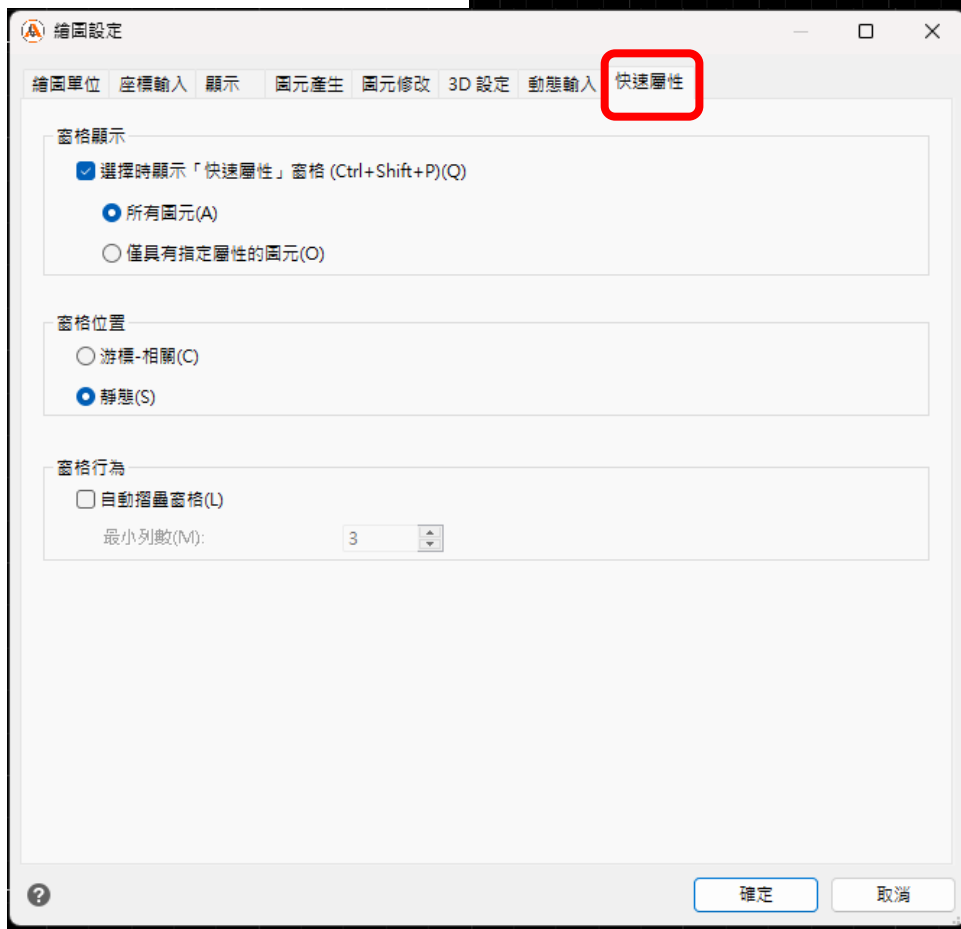 繪圖設定
繪圖單位 座標輸入 顯示 圖元產生 圖元修改 3D 設定 動態輸入 快速屬性
窗格顯示
選擇時顯示「快速屬性」窗格 (Ctrl+Shift+P)(Q)
所有圖元(A)
僅具有指定屬性的圖元(O)
窗格位置
游標-相關(C)
靜態(S)
窗格行為
自動摺疊窗格(L)
最小列數(M): 3
?
確定 取消